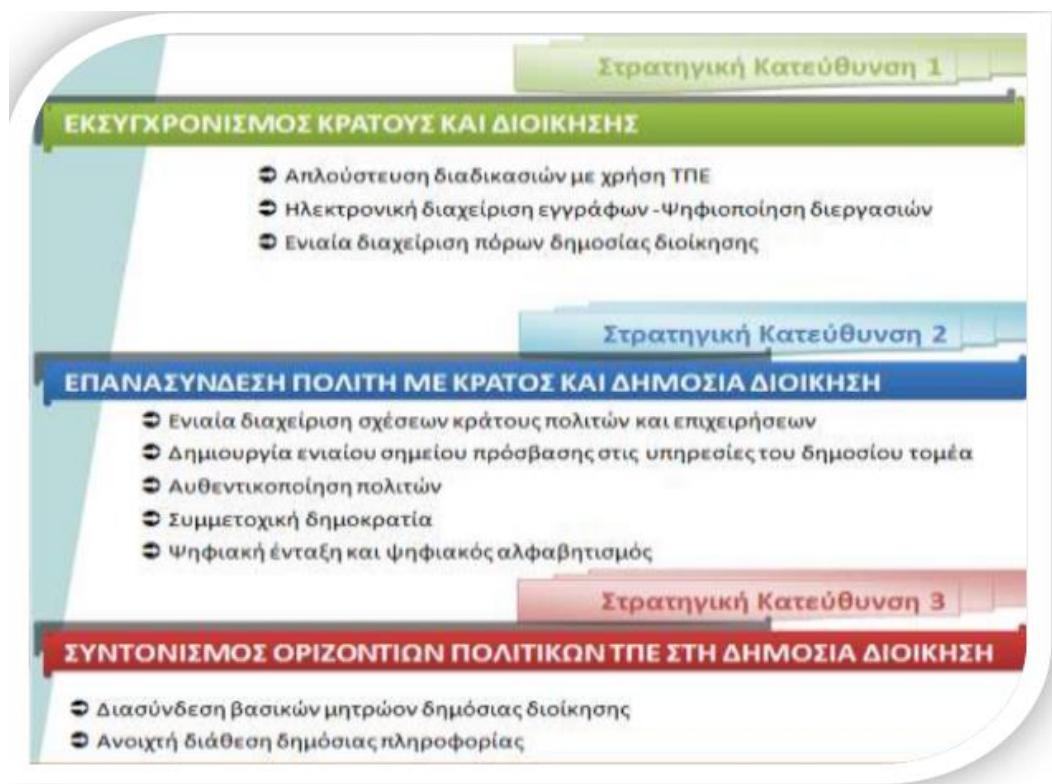 Στρατηγική Κατεύθυνση 1
ΕΚΣΥΓΧΡΟΝΙΣΜΟΣ ΚΡΑΤΟΥΣ ΚΑΙ ΔΙΟΙΚΗΣΗΣ
➲ Απλούστευση διαδικασιών με χρήση ΤΠΕ
➲ Ηλεκτρονική διαχείριση εγγράφων -Ψηφιοποίηση διεργασιών
➲ Ενιαία διαχείριση πόρων δημοσίας διοίκησης
Στρατηγική Κατεύθυνση 2
ΕΠΑΝΑΣΥΝΔΕΣΗ ΠΟΛΙΤΗ ΜΕ ΚΡΑΤΟΣ ΚΑΙ ΔΗΜΟΣΙΑ ΔΙΟΙΚΗΣΗ
➲ Ενιαία διαχείριση σχέσεων κράτους πολιτών και επιχειρήσεων
➲ Δημιουργία ενιαίου σημείου πρόσβασης στις υπηρεσίες του δημοσίου τομέα
➲ Αυθεντικοποίηση πολιτών
➲ Συμμετοχική δημοκρατία
➲ Ψηφιακή ένταξη και ψηφιακός αλφαβητισμός
Στρατηγική Κατεύθυνση 3
ΣΥΝΤΟΝΙΣΜΟΣ ΟΡΙΖΟΝΤΙΩΝ ΠΟΛΙΤΙΚΩΝ ΤΠΕ ΣΤΗ ΔΗΜΟΣΙΑ ΔΙΟΙΚΗΣΗ
➲ Διασύνδεση βασικών μητρώον δημόσιας διοίκησης
➲ Ανοιχτή διάθεση δημόσιας πληροφορίας